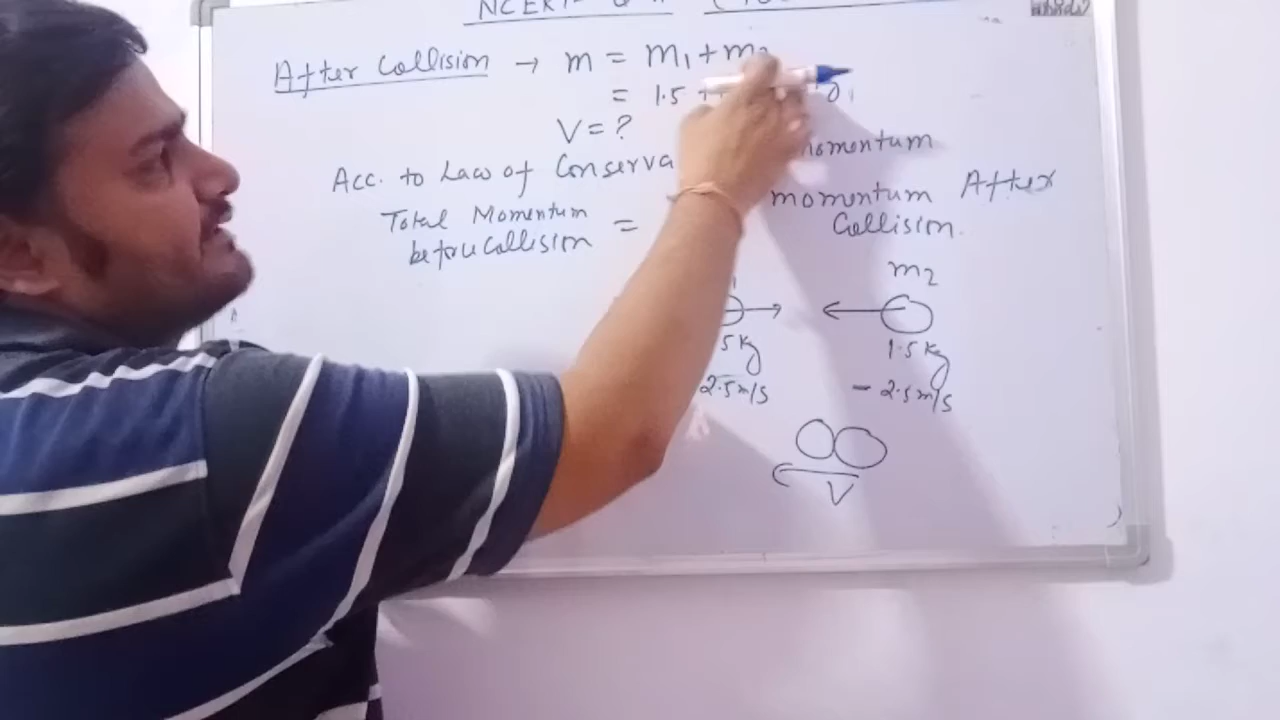 NCERT
After Collision → m = m₁ + m₂
= 1.5 +
V = ?
Acc. to Law of Conserva momentum
Total Momentum = momentum After
before Collision Collision.
m₂
5 Kg 1.5 Kg
2.5 m/s - 2.5 m/s
V